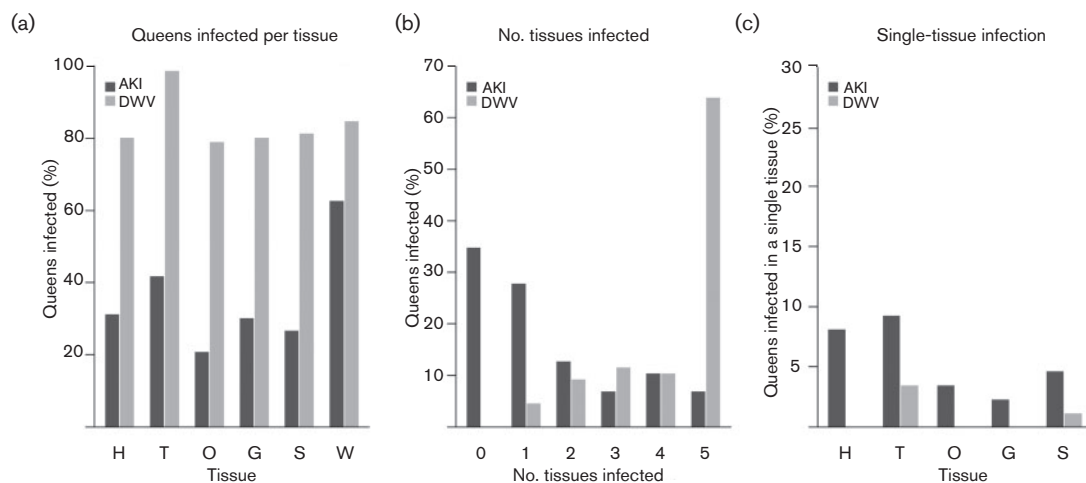 (a)
Queens infected per tissue
AKI
DWV
100
80
60
40
20
Queens infected (%)
H T O G S W
Tissue
(b)
No. tissues infected
AKI
DWV
70
60
50
40
30
20
10
Queens infected (%)
0 1 2 3 4 5
No. tissues infected
(c)
Single-tissue infection
AKI
DWV
30
25
20
15
10
5
Queens infected in a single tissue (%)
H T O G S
Tissue